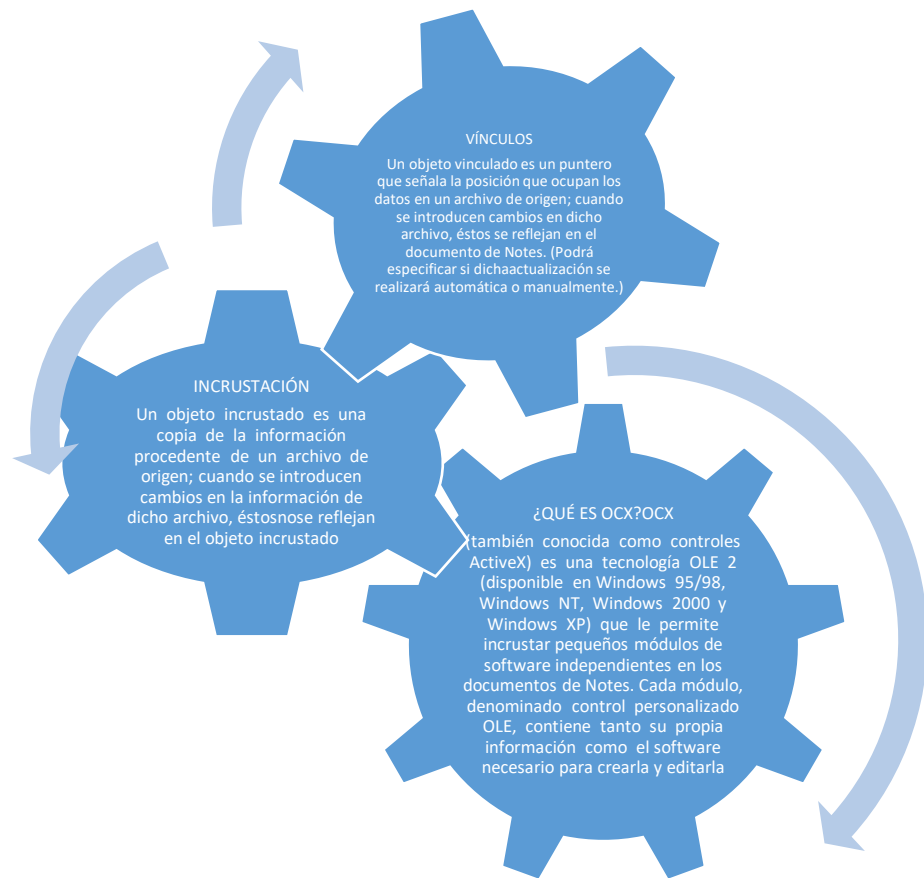 VÍNCULOS
Un objeto vinculado es un puntero
que señala la posición que ocupan los
datos en un archivo de origen; cuando
se introducen cambios en dicho
archivo, éstos se reflejan en el
documento de Notes. (Podrá
especificar si dichaactualización se
realizará automática o manualmente.)
INCRUSTACIÓN
Un objeto incrustado es una
copia de la información
procedente de un archivo de
origen; cuando se introducen
cambios en la información de
dicho archivo, éstosnose reflejan
en el objeto incrustado
¿QUÉ ES OCX?OCX
(también conocida como controles
ActiveX) es una tecnología OLE 2
(disponible en Windows 95/98,
Windows NT, Windows 2000 y
Windows XP) que le permite
incrustar pequeños módulos de
software independientes en los
documentos de Notes. Cada módulo,
denominado control personalizado
OLE, contiene tanto su propia
información como el software
necesario para crearla y editarla